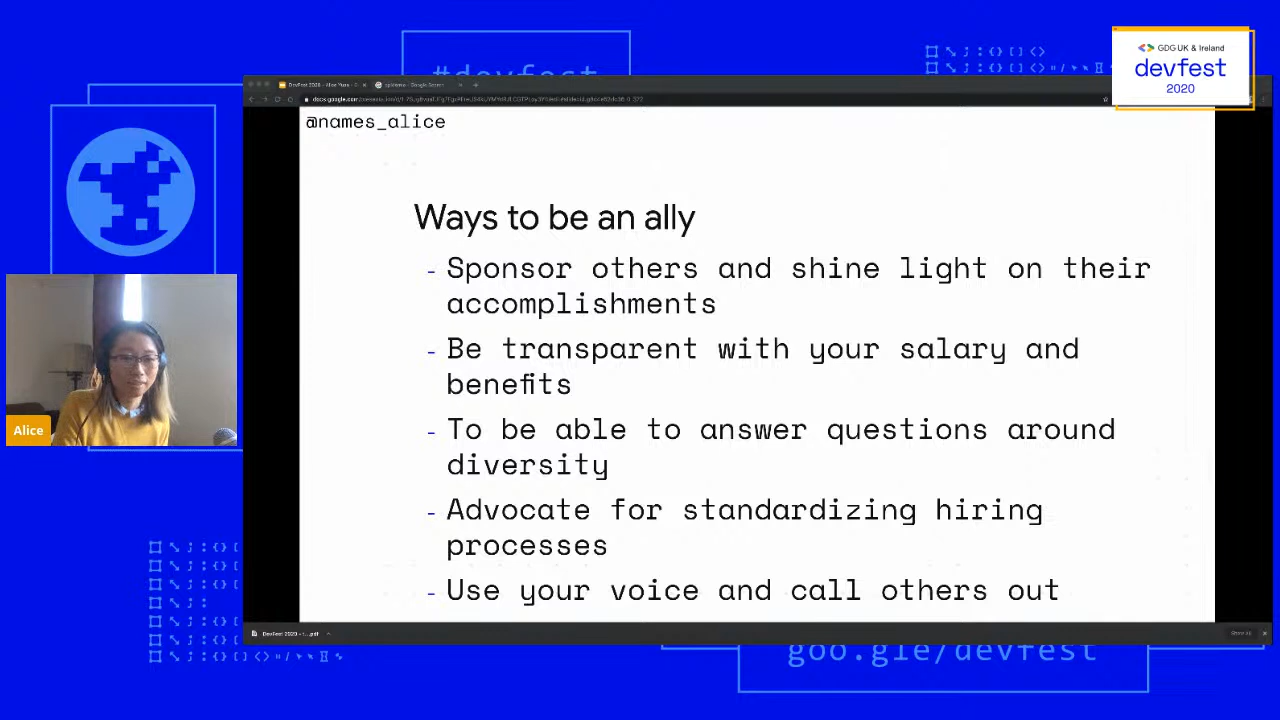 #devfest
GDG UK & Ireland
devfest
2020
@names_alice
Ways to be an ally
- Sponsor others and shine light on their
accomplishments
- Be transparent with your salary and
benefits
- To be able to answer questions around
diversity
- Advocate for standardizing hiring
processes
- Use your voice and call others out
Alice
goo.gle/devfest